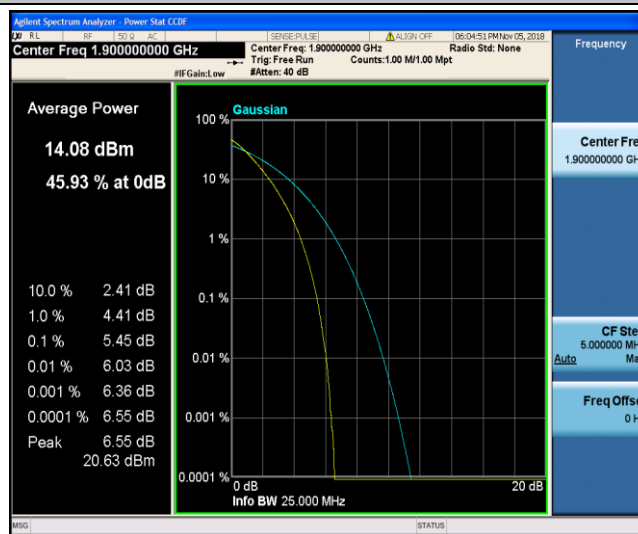 Agilent Spectrum Analyzer - Power Stat CCDF
RL RF 50 Ω AC SENSE:PULSE ALIGN OFF 06:04:51 PM Nov 05, 2018
Center Freq 1.900000000 GHz
Center Freq: 1.900000000 GHz Radio Std: None
Trig: Free Run Counts:1.00 M/1.00 Mpt
#IFGain:Low #Atten: 40 dB
Frequency
Average Power
14.08 dBm
45.93 % at 0dB
10.0 % 2.41 dB
1.0 % 4.41 dB
0.1 % 5.45 dB
0.01 % 6.03 dB
0.001 % 6.36 dB
0.0001 % 6.55 dB
Peak 6.55 dB
20.63 dBm
Gaussian
100 %
10 %
1 %
0.1 %
0.01 %
0.001 %
0.0001 %
0 dB 20 dB
Info BW 25.000 MHz
Center Fre
1.900000000 GH
CF Ste
5.000000 MH
Auto Ma
Freq Offse
0 H
MSG STATUS